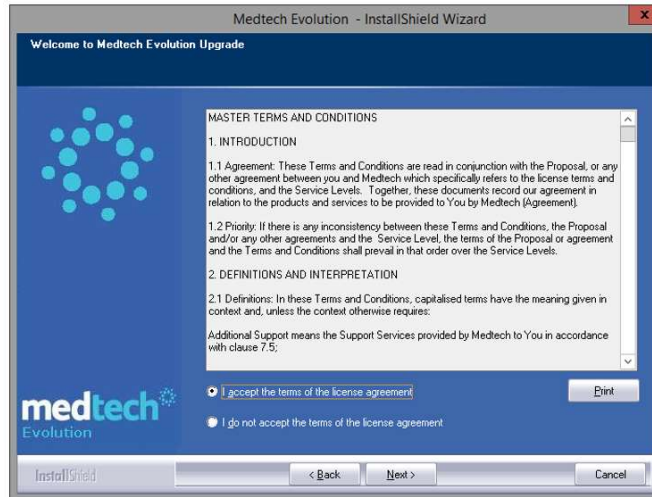 Medtech Evolution - InstallShield Wizard
x
Welcome to Medtech Evolution Upgrade
MASTER TERMS AND CONDITIONS
1. INTRODUCTION
1.1 Agreement: These Terms and Conditions are read in conjunction with the Proposal, or any
other agreement between you and Medtech which specifically refers to the license terms and
conditions, and the Service Levels. Together, these documents record our agreement in
relation to the products and services to be provided to You by Medtech (Agreement).
1.2 Priority: If there is any inconsistency between these Terms and Conditions, the Proposal
and/or any other agreements and the Service Level, the terms of the Proposal or agreement
and the Terms and Conditions shall prevail in that order over the Service Levels.
2. DEFINITIONS AND INTERPRETATION
2.1 Definitions: In these Terms and Conditions, capitalised terms have the meaning given in
context and, unless the context otherwise requires:
Additional Support means the Support Services provided by Medtech to You in accordance
with clause 7.5;
I accept the terms of the license agreement
Print
I do not accept the terms of the license agreement
medtech
Evolution
InstallShield
< Back
Next >
Cancel